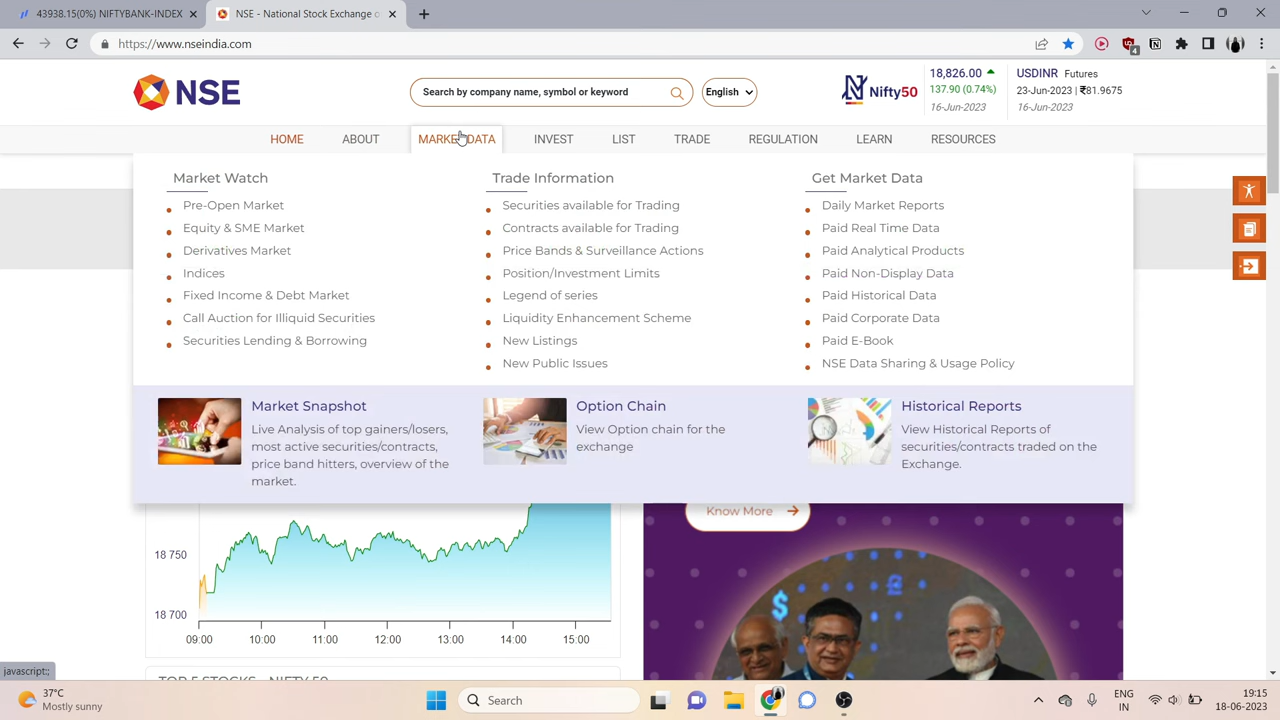 43938.15(0%) NIFTYBANK-INDEX
NSE - National Stock Exchange o
https://www.nseindia.com
4
NSE
Search by company name, symbol or keyword
English
Nifty50
18,826.00
137.90 (0.74%)
16-Jun-2023
USDINR Futures
23-Jun-2023 | ₹81.9675
16-Jun-2023
HOME ABOUT MARKET DATA INVEST LIST TRADE REGULATION LEARN RESOURCES
Market Watch
Pre-Open Market
Equity & SME Market
Derivatives Market
Indices
Fixed Income & Debt Market
Call Auction for Illiquid Securities
Securities Lending & Borrowing
Trade Information
Securities available for Trading
Contracts available for Trading
Price Bands & Surveillance Actions
Position/Investment Limits
Legend of series
Liquidity Enhancement Scheme
New Listings
New Public Issues
Get Market Data
Daily Market Reports
Paid Real Time Data
Paid Analytical Products
Paid Non-Display Data
Paid Historical Data
Paid Corporate Data
Paid E-Book
NSE Data Sharing & Usage Policy
Market Snapshot
Live Analysis of top gainers/losers,
most active securities/contracts,
price band hitters, overview of the
market.
Option Chain
View Option chain for the
exchange
Historical Reports
View Historical Reports of
securities/contracts traded on the
Exchange.
Know More
18 750
18 700
09:00 10:00 11:00 12:00 13:00 14:00 15:00
TOP 5 STOCKS - NIFTY 50
javascript:;
37°C
Mostly sunny
Search
ENG
IN
19:15
18-06-2023